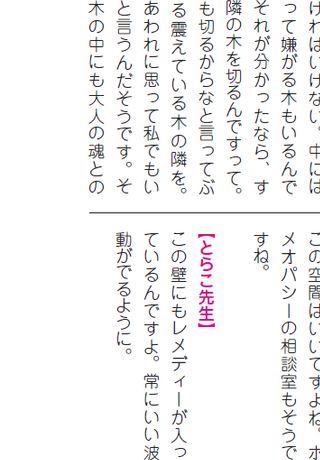 ければいけない。中には
って嫌がる木もいるんで
それが分かったなら、す
隣の木を切るんですって。
も切るからなと言ってぶ
る震えている木の隣を。
あわれに思って私でもい
と言うんだそうです。そ
木の中にも大人の魂との
この空間はいいですよね。ホ
メオパシーの相談室もそうで
すね。
【とらこ先生】
この壁にもレメディーが入っ
ているんですよ。常にいい波
動がでるように。